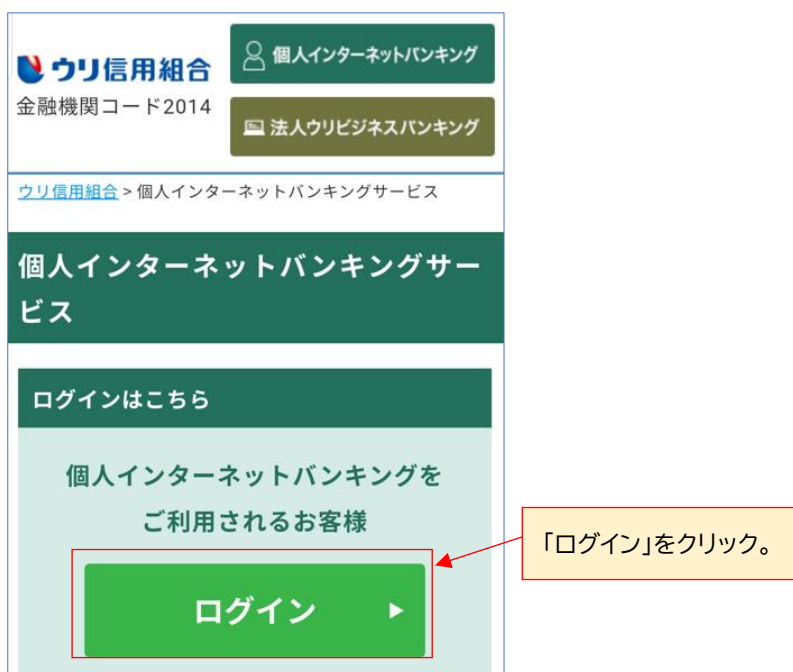 ウリ信用組合
金融機関コード2014
個人インターネットバンキング
法人ウリビジネスバンキング
ウリ信用組合 > 個人インターネットバンキングサービス
個人インターネットバンキングサー
ビス
ログインはこちら
個人インターネットバンキングを
ご利用されるお客様
ログイン
「ログイン」をクリック。